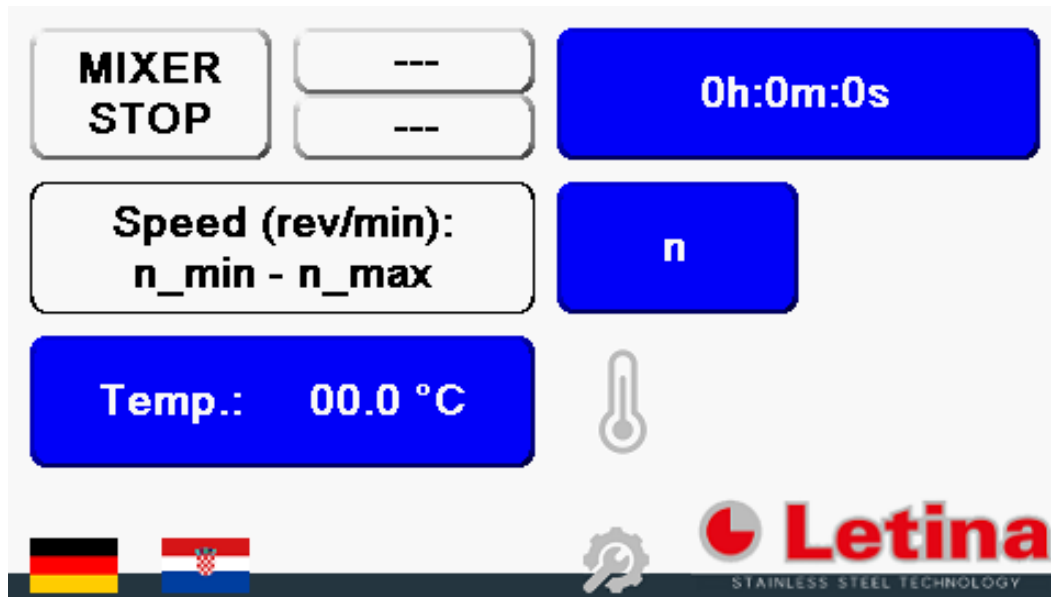 MIXER
STOP
---
---
0h:0m:0s
Speed (rev/min):
n_min - n_max
n
Temp.: 00.0 °C
Letina
STAINLESS STEEL TECHNOLOGY